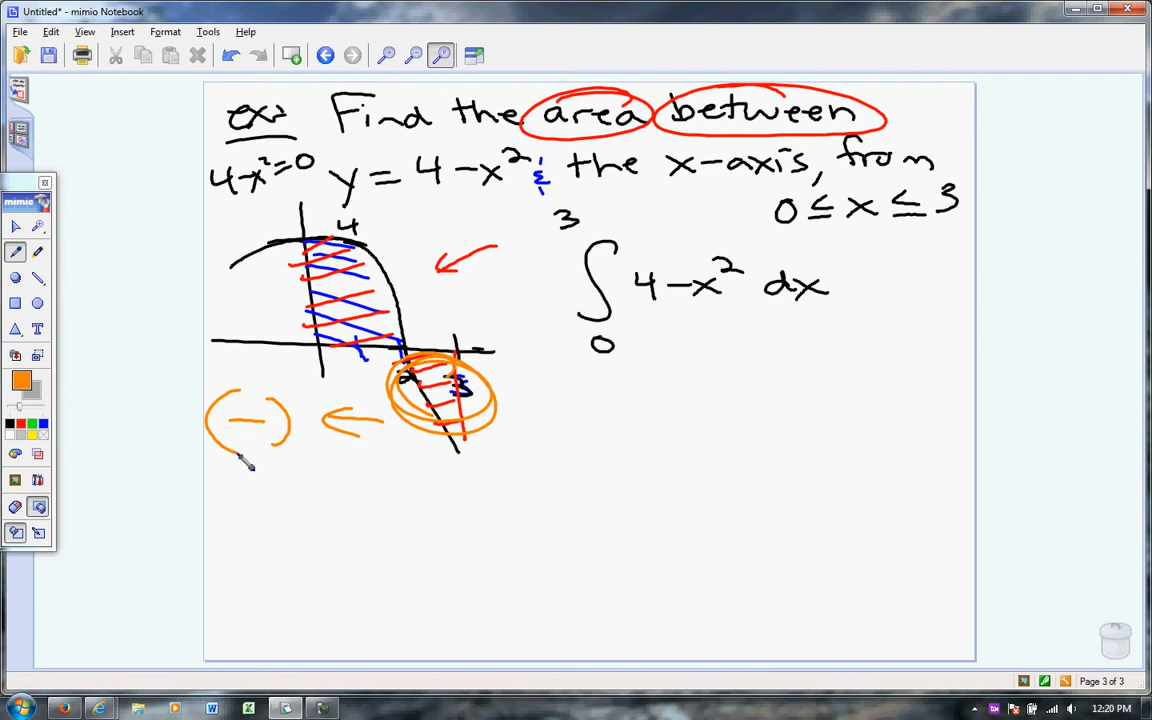 Untitled* - mimio Notebook
File Edit View Insert Format Tools Help
ex: Find the area between
4-x²=0 y = 4-x² & the x-axis, from
0 ≤ x ≤ 3
4
3
∫ 4-x² dx
0
2 3
(-)
mimio
T
Page 3 of 3
12:20 PM